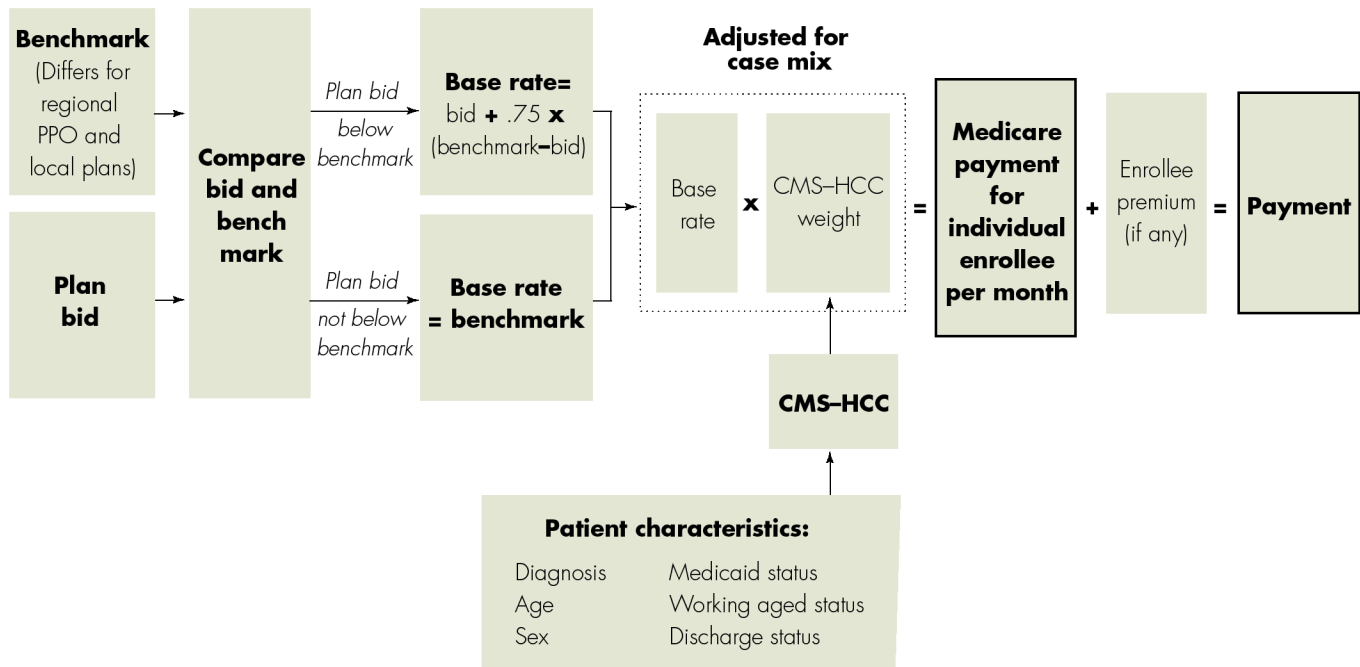 Benchmark
(Differs for
regional
PPO and
local plans)
Plan
bid
Compare
bid and
bench
mark
Plan bid
below
benchmark
Plan bid
not below
benchmark
Base rate=
bid + .75 x
(benchmark–bid)
Base rate
= benchmark
Adjusted for
case mix
Base
rate
x
CMS–HCC
weight
=
Medicare
payment
for
individual
enrollee
per month
+
Enrollee
premium
(if any)
=
Payment
CMS–HCC
Patient characteristics:
Diagnosis Medicaid status
Age Working aged status
Sex Discharge status